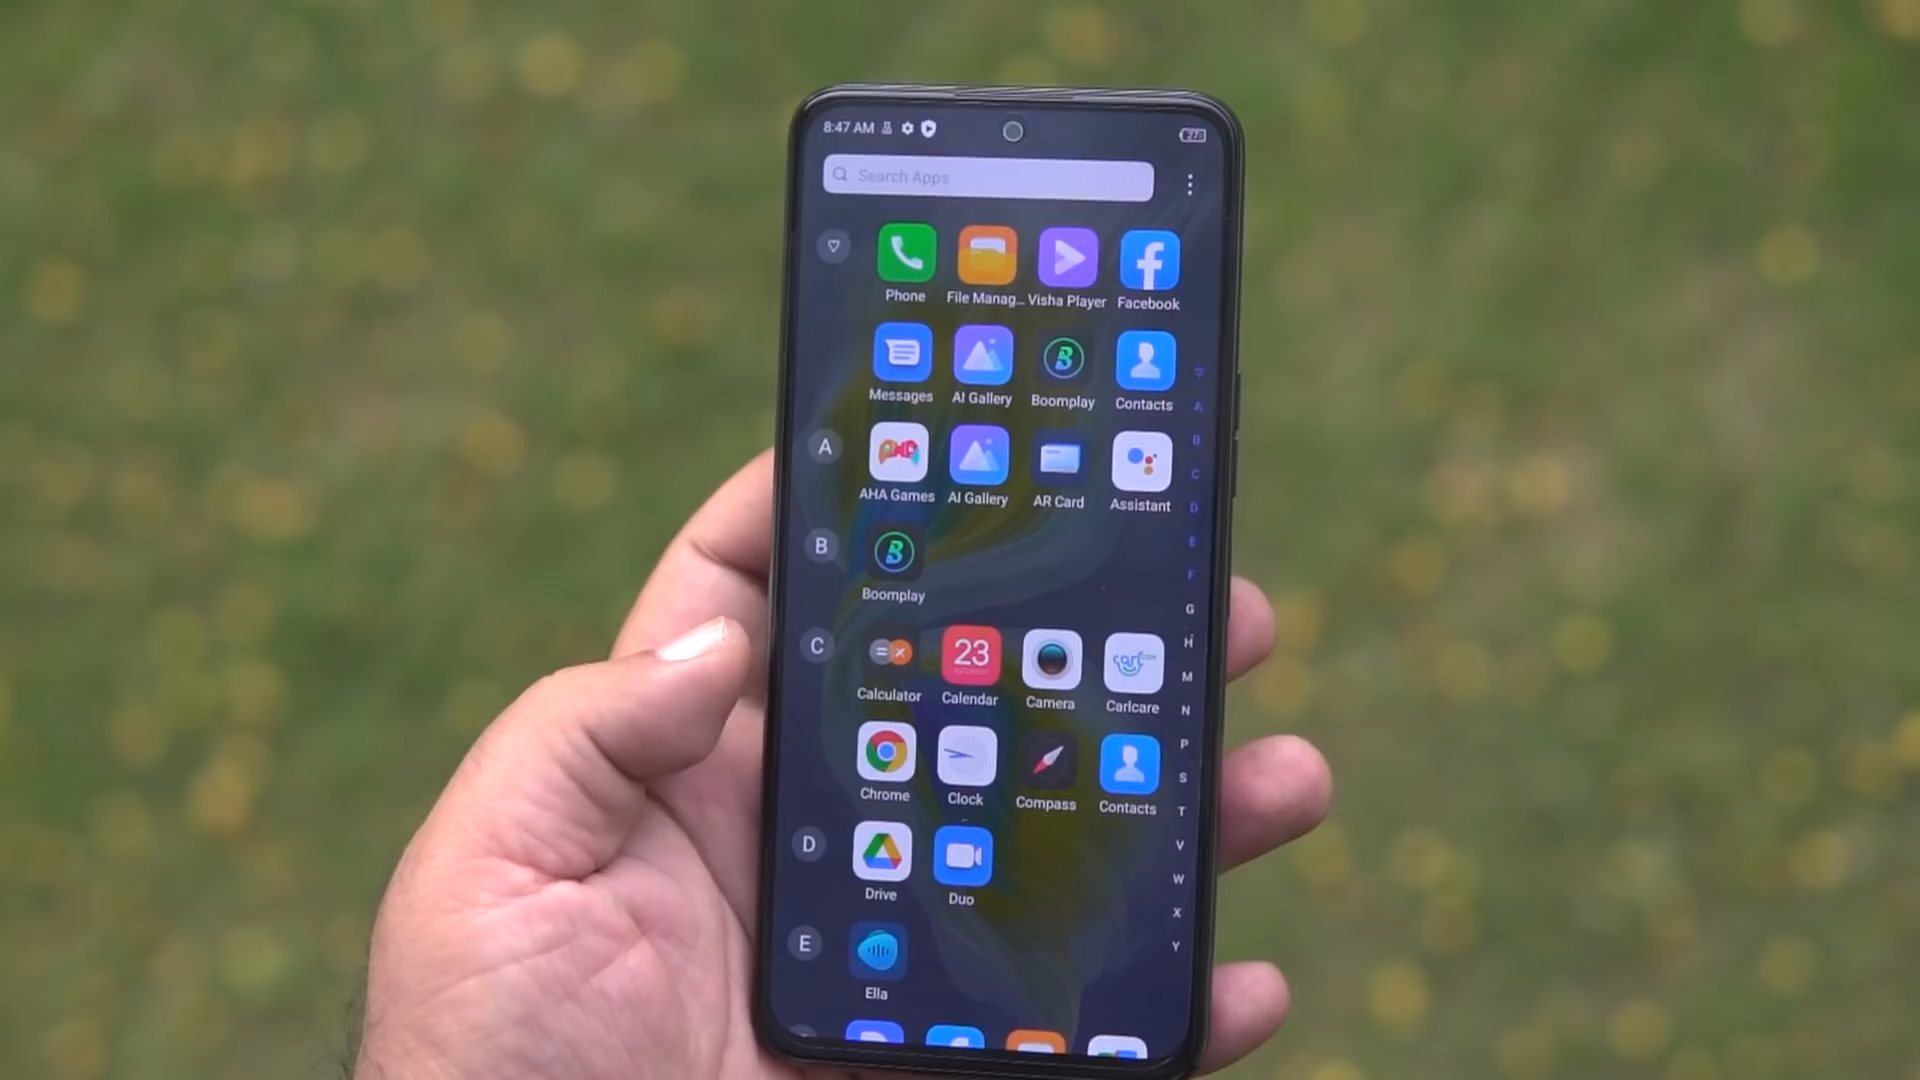 8:47 AM
Search Apps
Phone File Manag... Visha Player Facebook
Messages AI Gallery Boomplay Contacts
A
AHA Games AI Gallery AR Card Assistant
B
Boomplay
C
23
Calculator Calendar Camera Carlcare
Chrome Clock Compass Contacts
D
Drive Duo
E
Ella
A
B
C
D
E
F
G
H
M
N
P
S
T
V
W
X
Y